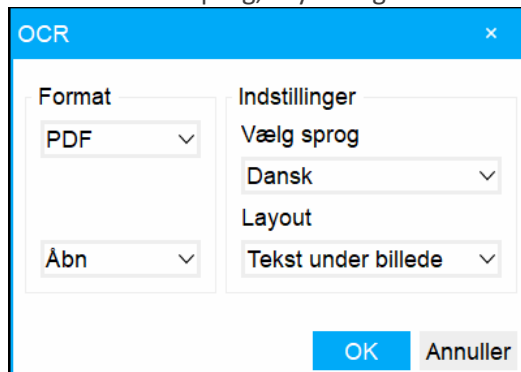 OCR ×
Format
PDF
Åbn
Indstillinger
Vælg sprog
Dansk
Layout
Tekst under billede
OK Annuller